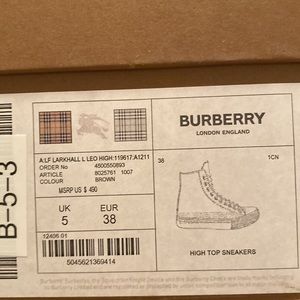 B-5-3
A:LF LARKHALL L LEO HIGH:119617:A1211
ORDER No 4500550893
ARTICLE 8025761 1007
COLOUR BROWN
MSRP US $ 490
UK EUR
5 38
12406 01
5045621369414
BURBERRY
LONDON ENGLAND
38 1CN
HIGH TOP SNEAKERS